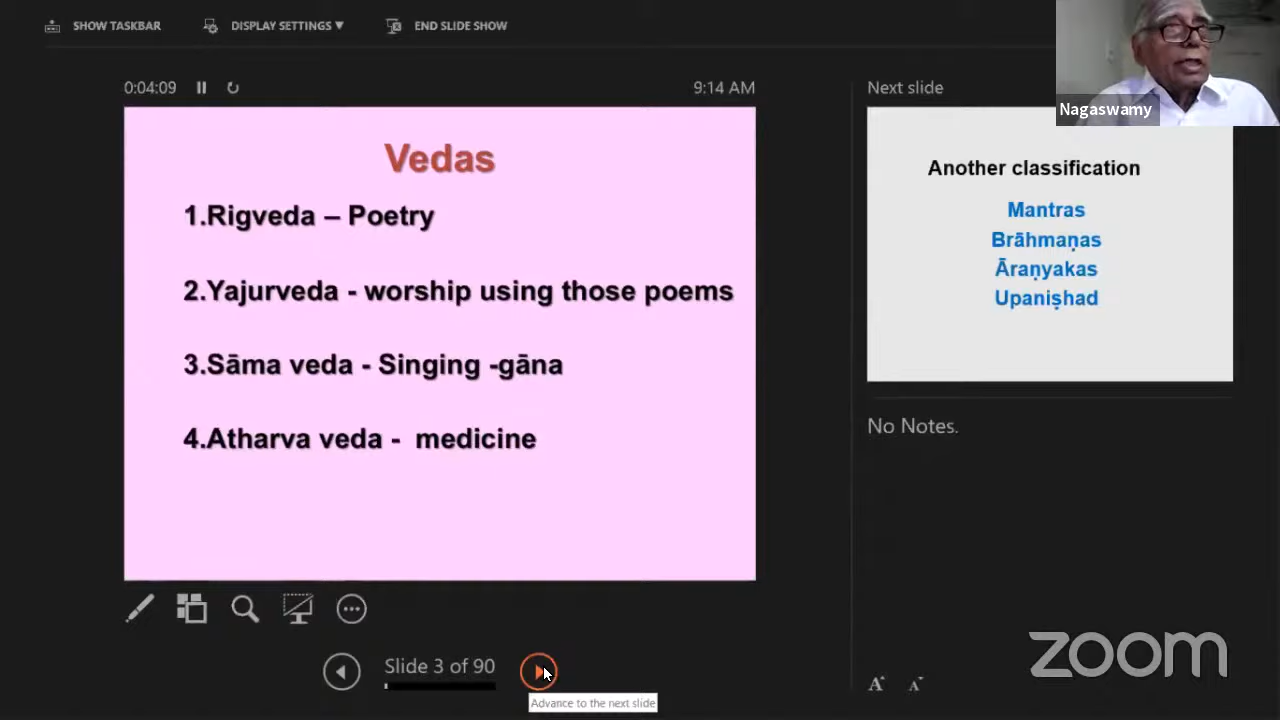 SHOW TASKBAR
DISPLAY SETTINGS
END SLIDE SHOW
0:04:09
9:14 AM
Vedas
1.Rigveda – Poetry
2.Yajurveda - worship using those poems
3.Sāma veda - Singing -gāna
4.Atharva veda - medicine
Slide 3 of 90
Advance to the next slide
Next slide
Another classification
Mantras
Brāhmaṇas
Āraṇyakas
Upaniṣhad
No Notes.
A A
Nagaswamy
zoom